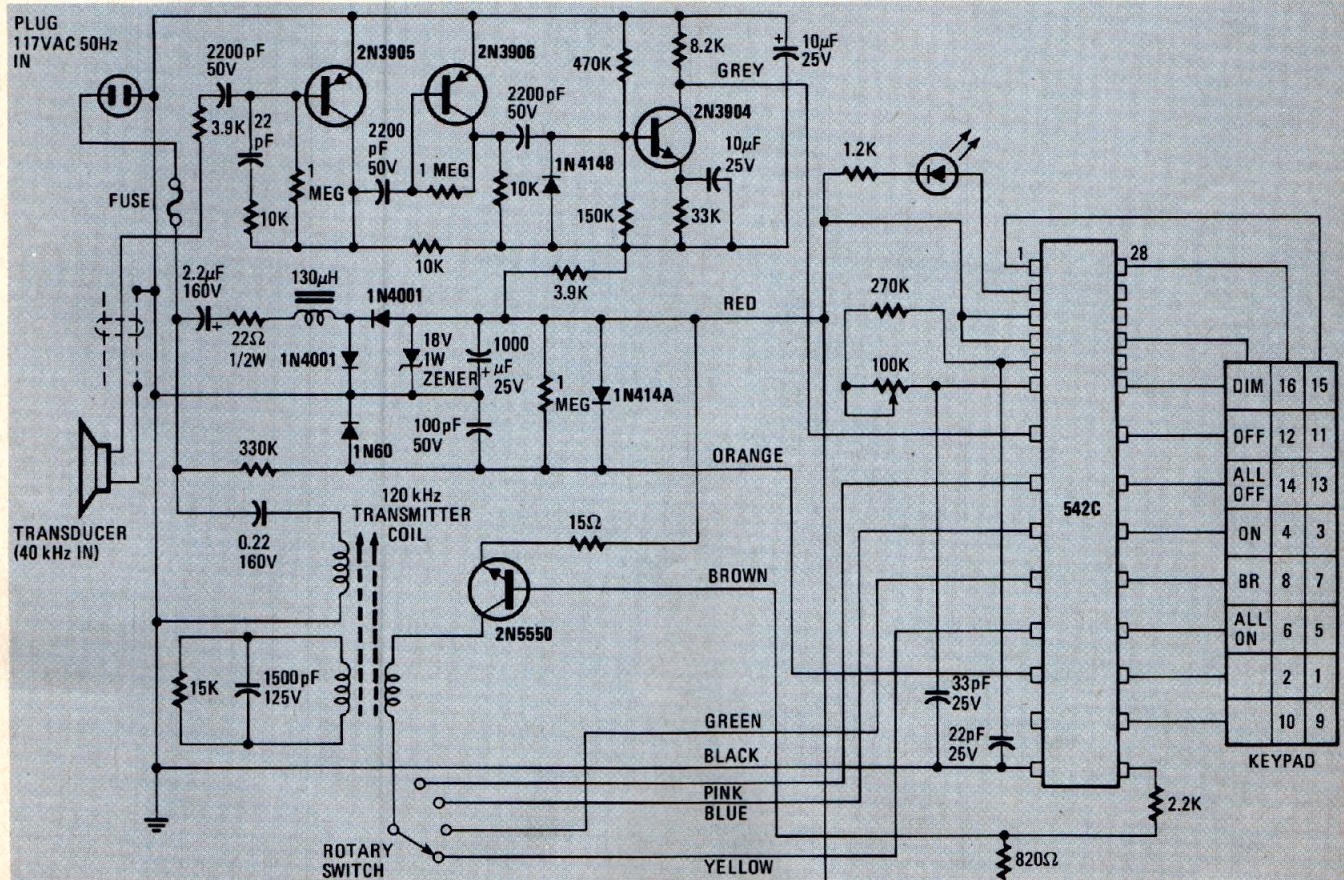 PLUG
117VAC 50Hz
IN
2200 pF
50V
2N3905
2N3906
470K
8.2K
+
10µF
25V
GREY
3.9K
22
pF
2200 pF
50V
2N3904
2200
pF
50V
1 MEG
1N4148
10µF
25V
1.2K
FUSE
1
MEG
10K
10K
150K
33K
10K
1
28
2.2µF
160V
+
130µH
1N4001
3.9K
270K
RED
22Ω
1/2W
1N4001
18V
1W
ZENER
1000
+ µF
25V
1
MEG
1N414A
100K
DIM 16 15
330K
1N60
100pF
50V
OFF 12 11
ORANGE
ALL
OFF 14 13
TRANSDUCER
(40 kHz IN)
0.22
160V
120 kHz
TRANSMITTER
COIL
15Ω
542C
ON 4 3
BROWN
BR 8 7
2N5550
ALL
ON 6 5
15K
1500pF
125V
33pF
25V
2 1
GREEN
22pF
25V
10 9
BLACK
KEYPAD
PINK
BLUE
2.2K
ROTARY
SWITCH
YELLOW
820Ω